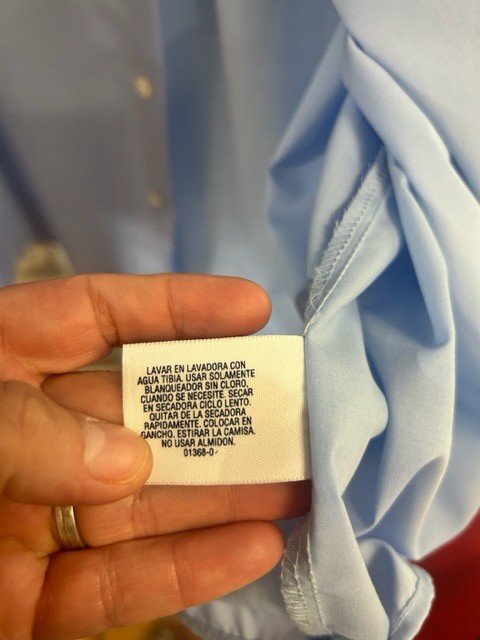 LAVAR EN LAVADORA CON
AGUA TIBIA. USAR SOLAMENTE
BLANQUEADOR SIN CLORO,
CUANDO SE NECESITE. SECAR
EN SECADORA CICLO LENTO.
QUITAR DE LA SECADORA
RAPIDAMENTE. COLOCAR EN
GANCHO. ESTIRAR LA CAMISA.
NO USAR ALMIDON.
01368-0